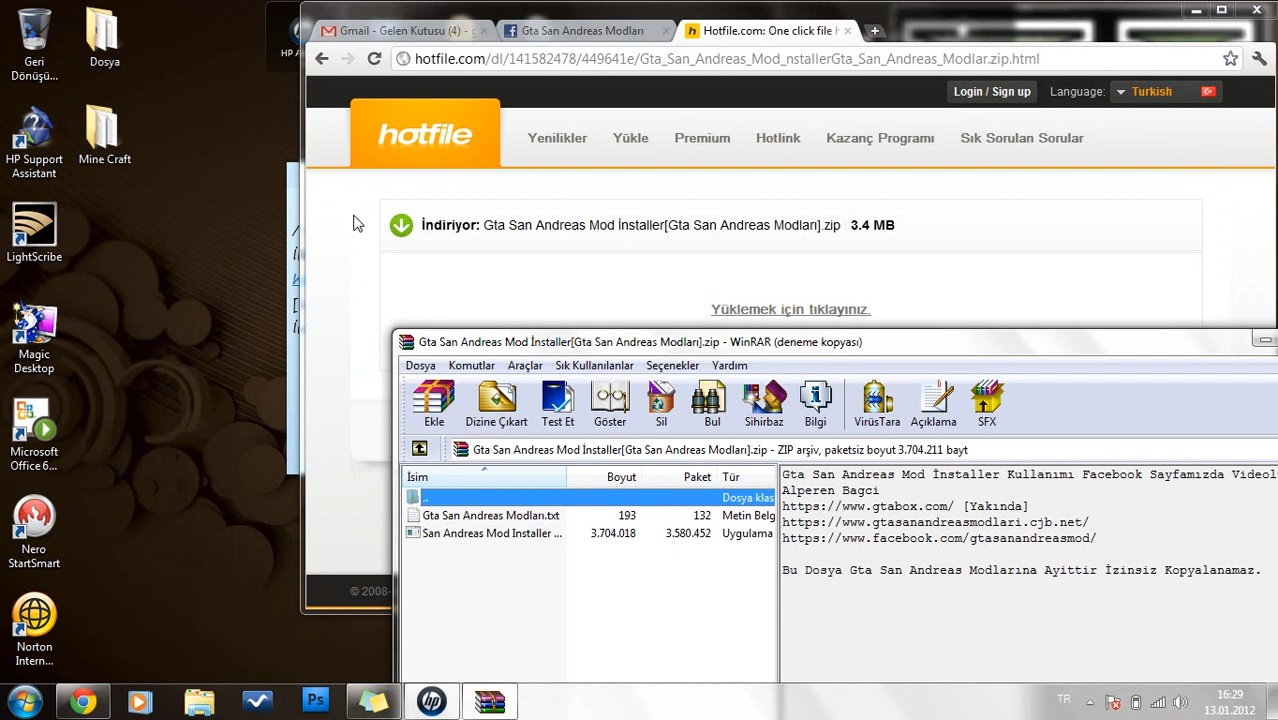 Geri
Dönüşü...
Dosya
HP A
HP Support
Assistant
Mine Craft
LightScribe
Magic
Desktop
Microsoft
Office 6...
Nero
StartSmart
Norton
Intern...
Gmail - Gelen Kutusu (4) -
Gta San Andreas Modları
Hotfile.com: One click file
hotfile.com/dl/141582478/449641e/Gta_San_Andreas_Mod_nstallerGta_San_Andreas_Modlar.zip.html
Login / Sign up
Language:
Turkish
hotfile
Yenilikler
Yükle
Premium
Hotlink
Kazanç Programı
Sık Sorulan Sorular
İndiriyor: Gta San Andreas Mod İnstaller[Gta San Andreas Modları].zip 3.4 MB
Yüklemek için tıklayınız.
© 2008-
Gta San Andreas Mod İnstaller[Gta San Andreas Modları].zip - WinRAR (deneme kopyası)
Dosya Komutlar Araçlar Sık Kullanılanlar Seçenekler Yardım
Ekle Dizine Çıkart Test Et Göster Sil Bul Sihirbaz Bilgi VirüsTara Açıklama SFX
Gta San Andreas Mod İnstaller[Gta San Andreas Modları].zip - ZIP arşiv, paketsiz boyut 3.704.211 bayt
İsim Boyut Paket Tür
.. Dosya klas
Gta San Andreas Modları.txt 193 132 Metin Belg
San Andreas Mod Installer ... 3.704.018 3.580.452 Uygulama
Gta San Andreas Mod İnstaller Kullanımı Facebook Sayfamızda Videol
Alperen Bagci
https://www.gtabox.com/ [Yakında]
https://www.gtasanandreasmodlari.cjb.net/
https://www.facebook.com/gtasanandreasmod/
Bu Dosya Gta San Andreas Modlarına Ayittir İzinsiz Kopyalanamaz.
Ps
hp
TR
16:29
13.01.2012